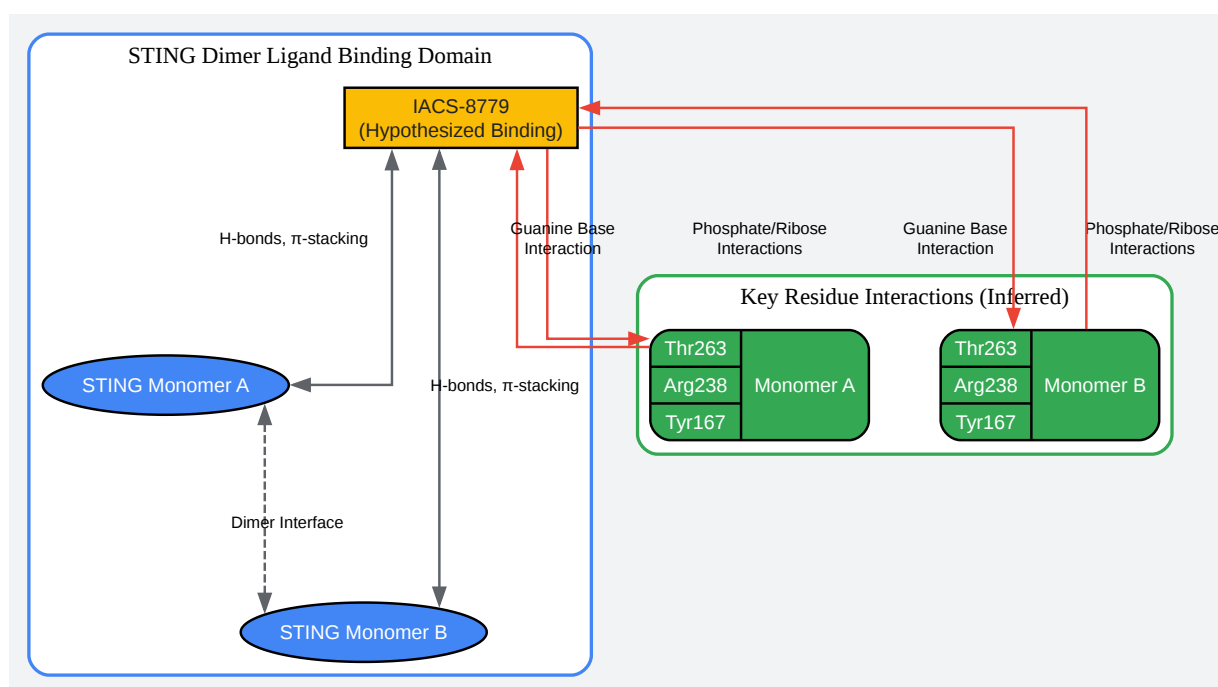 STING Dimer Ligand Binding Domain
IACS-8779
(Hypothesized Binding)
H-bonds, π-stacking
Guanine Base
Interaction
Phosphate/Ribose
Interactions
Guanine Base
Interaction
Phosphate/Ribose
Interactions
Key Residue Interactions (Inferred)
Thr263
Arg238
Tyr167
Monomer A
Thr263
Arg238
Tyr167
Monomer B
STING Monomer A
H-bonds, π-stacking
Dimer Interface
STING Monomer B